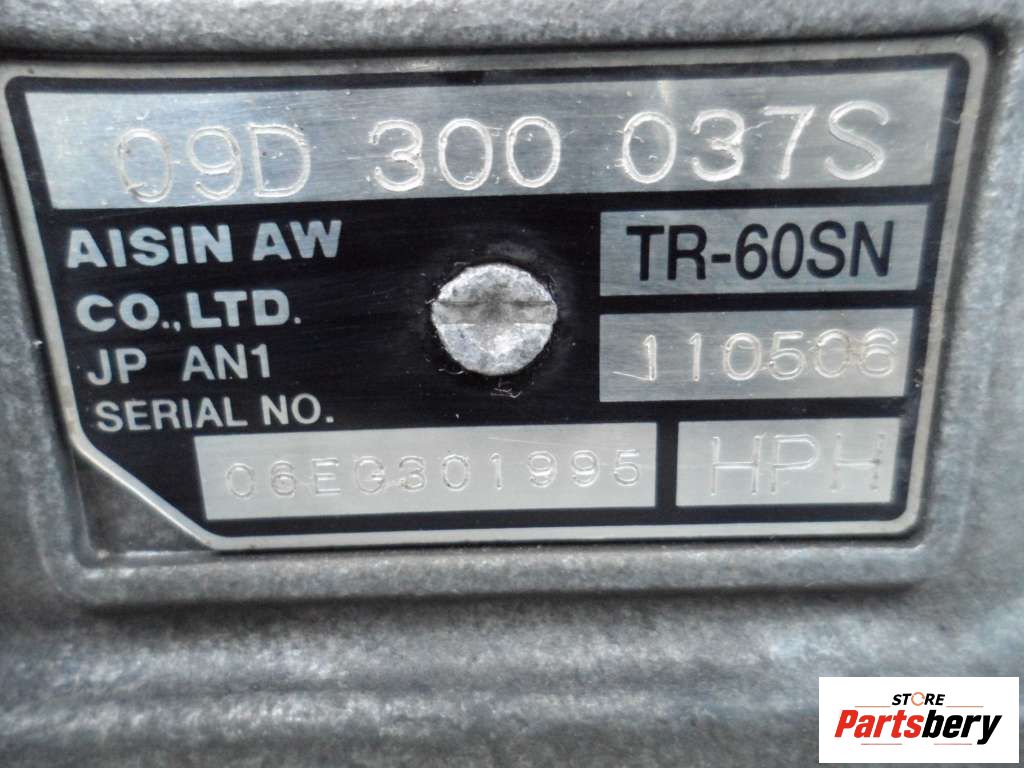 09D 300 037S
AISIN AW
CO.,LTD.
JP AN1
SERIAL NO.
TR-60SN
110506
06EG301995
HPH
STORE
Partsbery